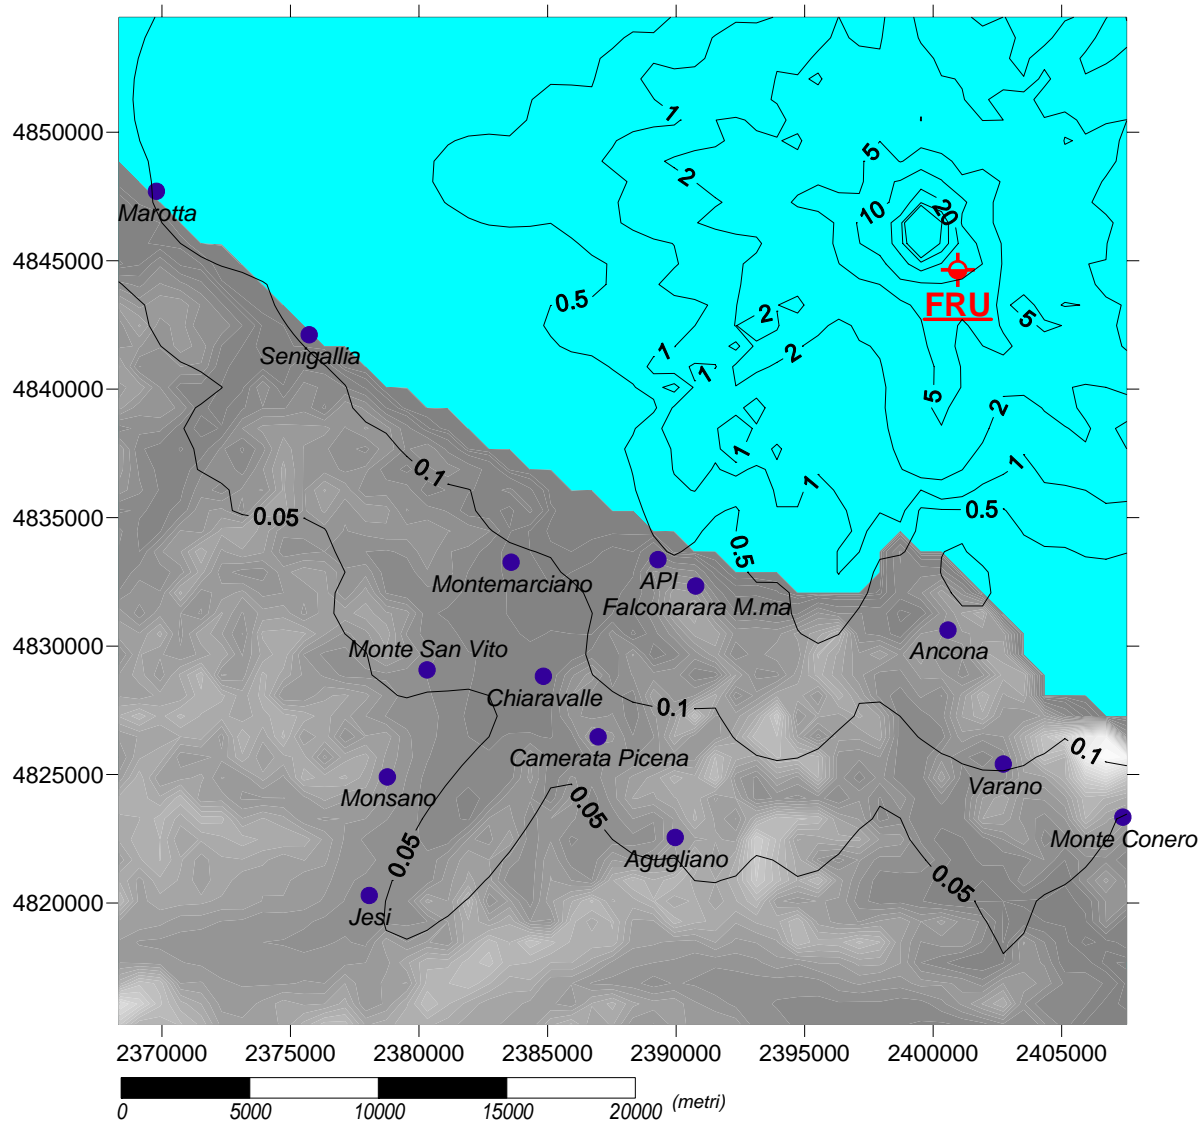 4850000
4845000
4840000
4835000
4830000
4825000
4820000
1
2
5
10
20
0.5
2
5
1
2
1
5
2
1
1
1
0.5
0.5
0.1
0.05
0.1
0.1
0.05
0.05
0.05
FRU
Marotta
Senigallia
Montemarciano
API
Falconarara M.ma
Ancona
Monte San Vito
Chiaravalle
Camerata Picena
Varano
Monsano
Monte Conero
Agugliano
Jesi
2370000 2375000 2380000 2385000 2390000 2395000 2400000 2405000
0 5000 10000 15000 20000 (metri)